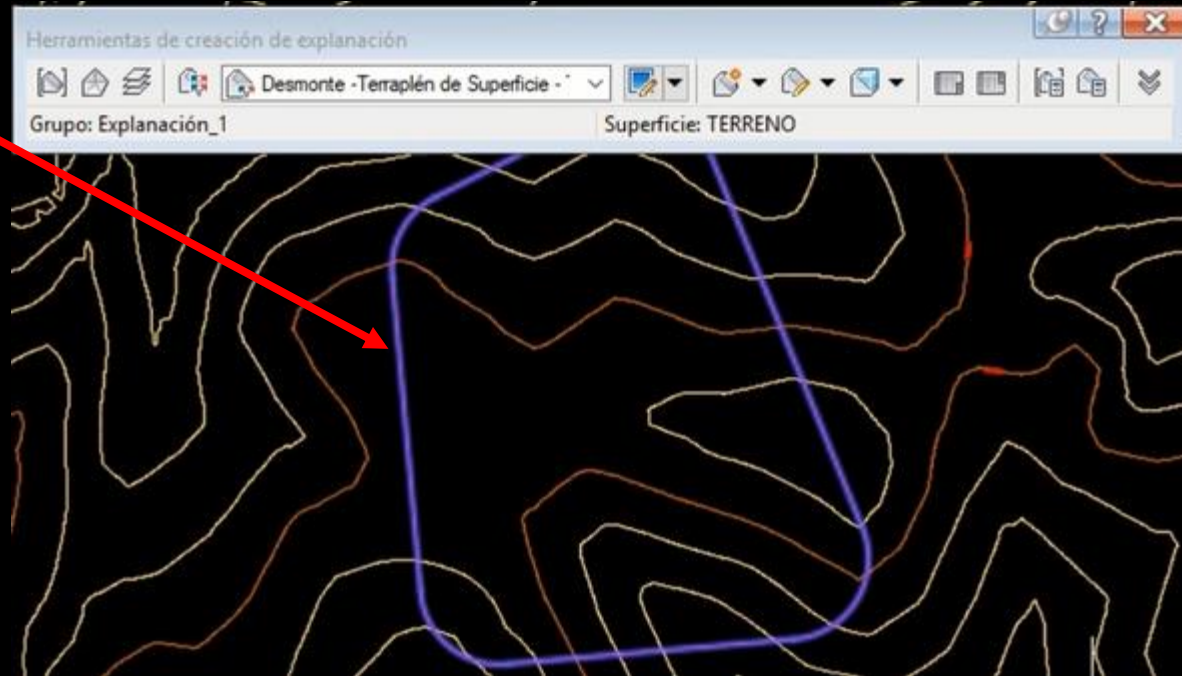 Herramientas de creación de explanación
Desmonte -Terraplén de Superficie -
Grupo: Explanación_1 Superficie: TERRENO